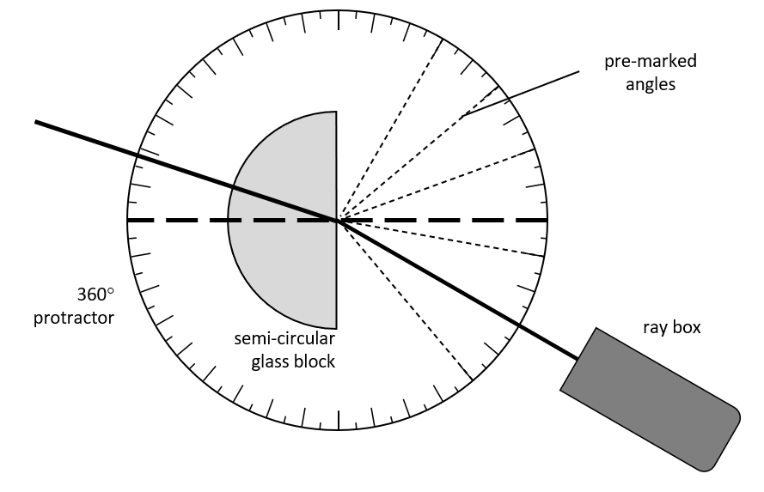 pre-marked
angles
360°
protractor
semi-circular
glass block
ray box